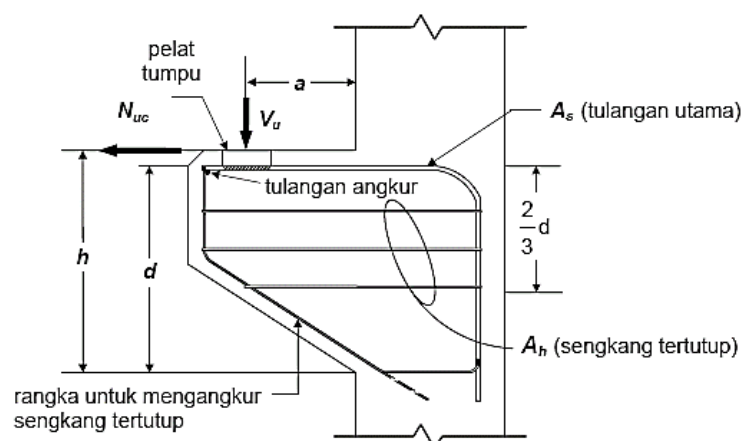 pelat
tumpu
a
N_uc
V_u
A_s (tulangan utama)
tulangan angkur
2/3 d
h
d
A_h (sengkang tertutup)
rangka untuk mengangkur
sengkang tertutup